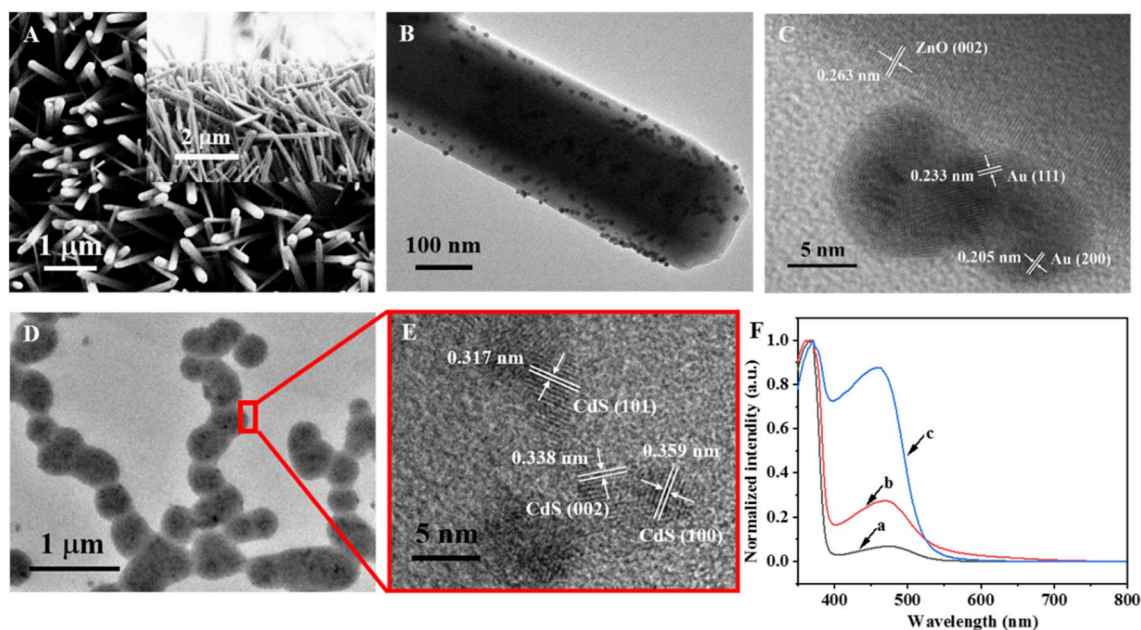 A
2 μm
1 μm
B
100 nm
C
ZnO (002)
0.263 nm
0.233 nm
Au (111)
0.205 nm
Au (200)
5 nm
D
1 μm
E
0.317 nm
CdS (101)
0.338 nm
0.359 nm
CdS (002)
CdS (100)
5 nm
F
Normalized intendity (a.u.)
1.0
0.8
0.6
0.4
0.2
0.0
c
b
a
400 500 600 700 800
Wavelength (nm)